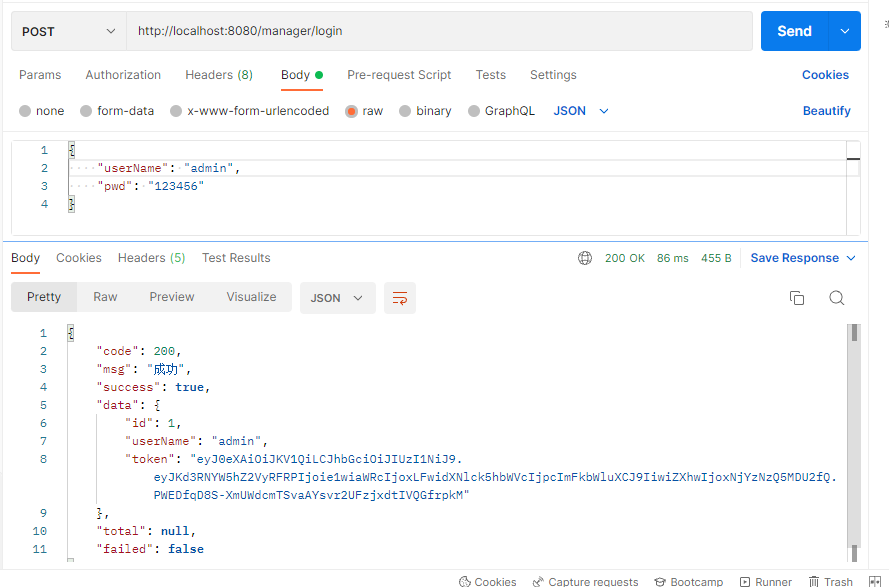 POST http://localhost:8080/manager/login Send
Params Authorization Headers (8) Body Pre-request Script Tests Settings Cookies
none form-data x-www-form-urlencoded raw binary GraphQL JSON Beautify
1 {
2 "userName": "admin",
3 "pwd": "123456"
4 }
Body Cookies Headers (5) Test Results 200 OK 86 ms 455 B Save Response
Pretty Raw Preview Visualize JSON
1 {
2 "code": 200,
3 "msg": "成功",
4 "success": true,
5 "data": {
6 "id": 1,
7 "userName": "admin",
8 "token": "eyJ0eXAiOiJKV1QiLCJhbGciOiJIUzI1NiJ9.
eyJKd3RNYW5hZ2VyRFRPIjoie1wiaWRcIjoxLFwidXNlck5hbWVcIjpcImFkbWluXCJ9IiwiZXhwIjoxNjYzNzQ5MDU2fQ.
PWEDfqD8S-XmUWdcmTSvaAYsvr2UFzjxdtIVQGfrpkM"
9 },
10 "total": null,
11 "failed": false
Cookies Capture requests Bootcamp Runner Trash